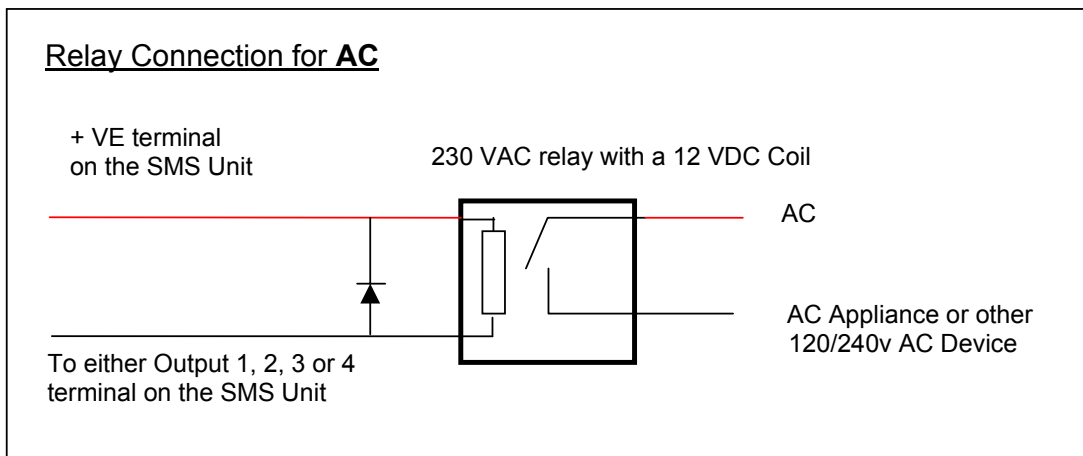 Relay Connection for AC
+ VE terminal
on the SMS Unit
230 VAC relay with a 12 VDC Coil
AC
AC Appliance or other
120/240v AC Device
To either Output 1, 2, 3 or 4
terminal on the SMS Unit